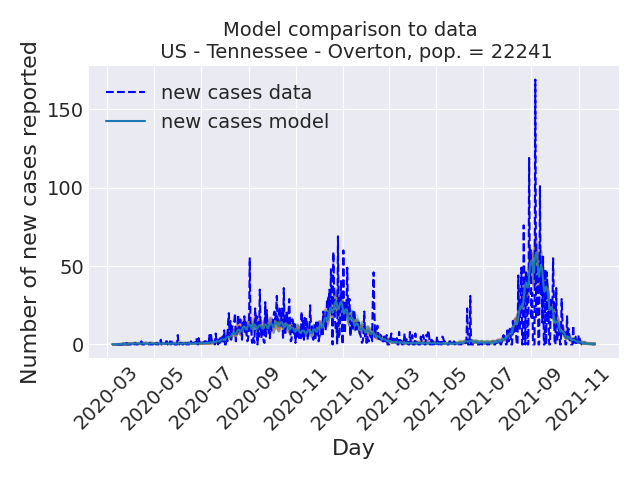 Model comparison to data
US - Tennessee - Overton, pop. = 22241
new cases data
new cases model
Number of new cases reported
150
100
50
0
2020-03
2020-05
2020-07
2020-09
2020-11
2021-01
2021-03
2021-05
2021-07
2021-09
2021-11
Day